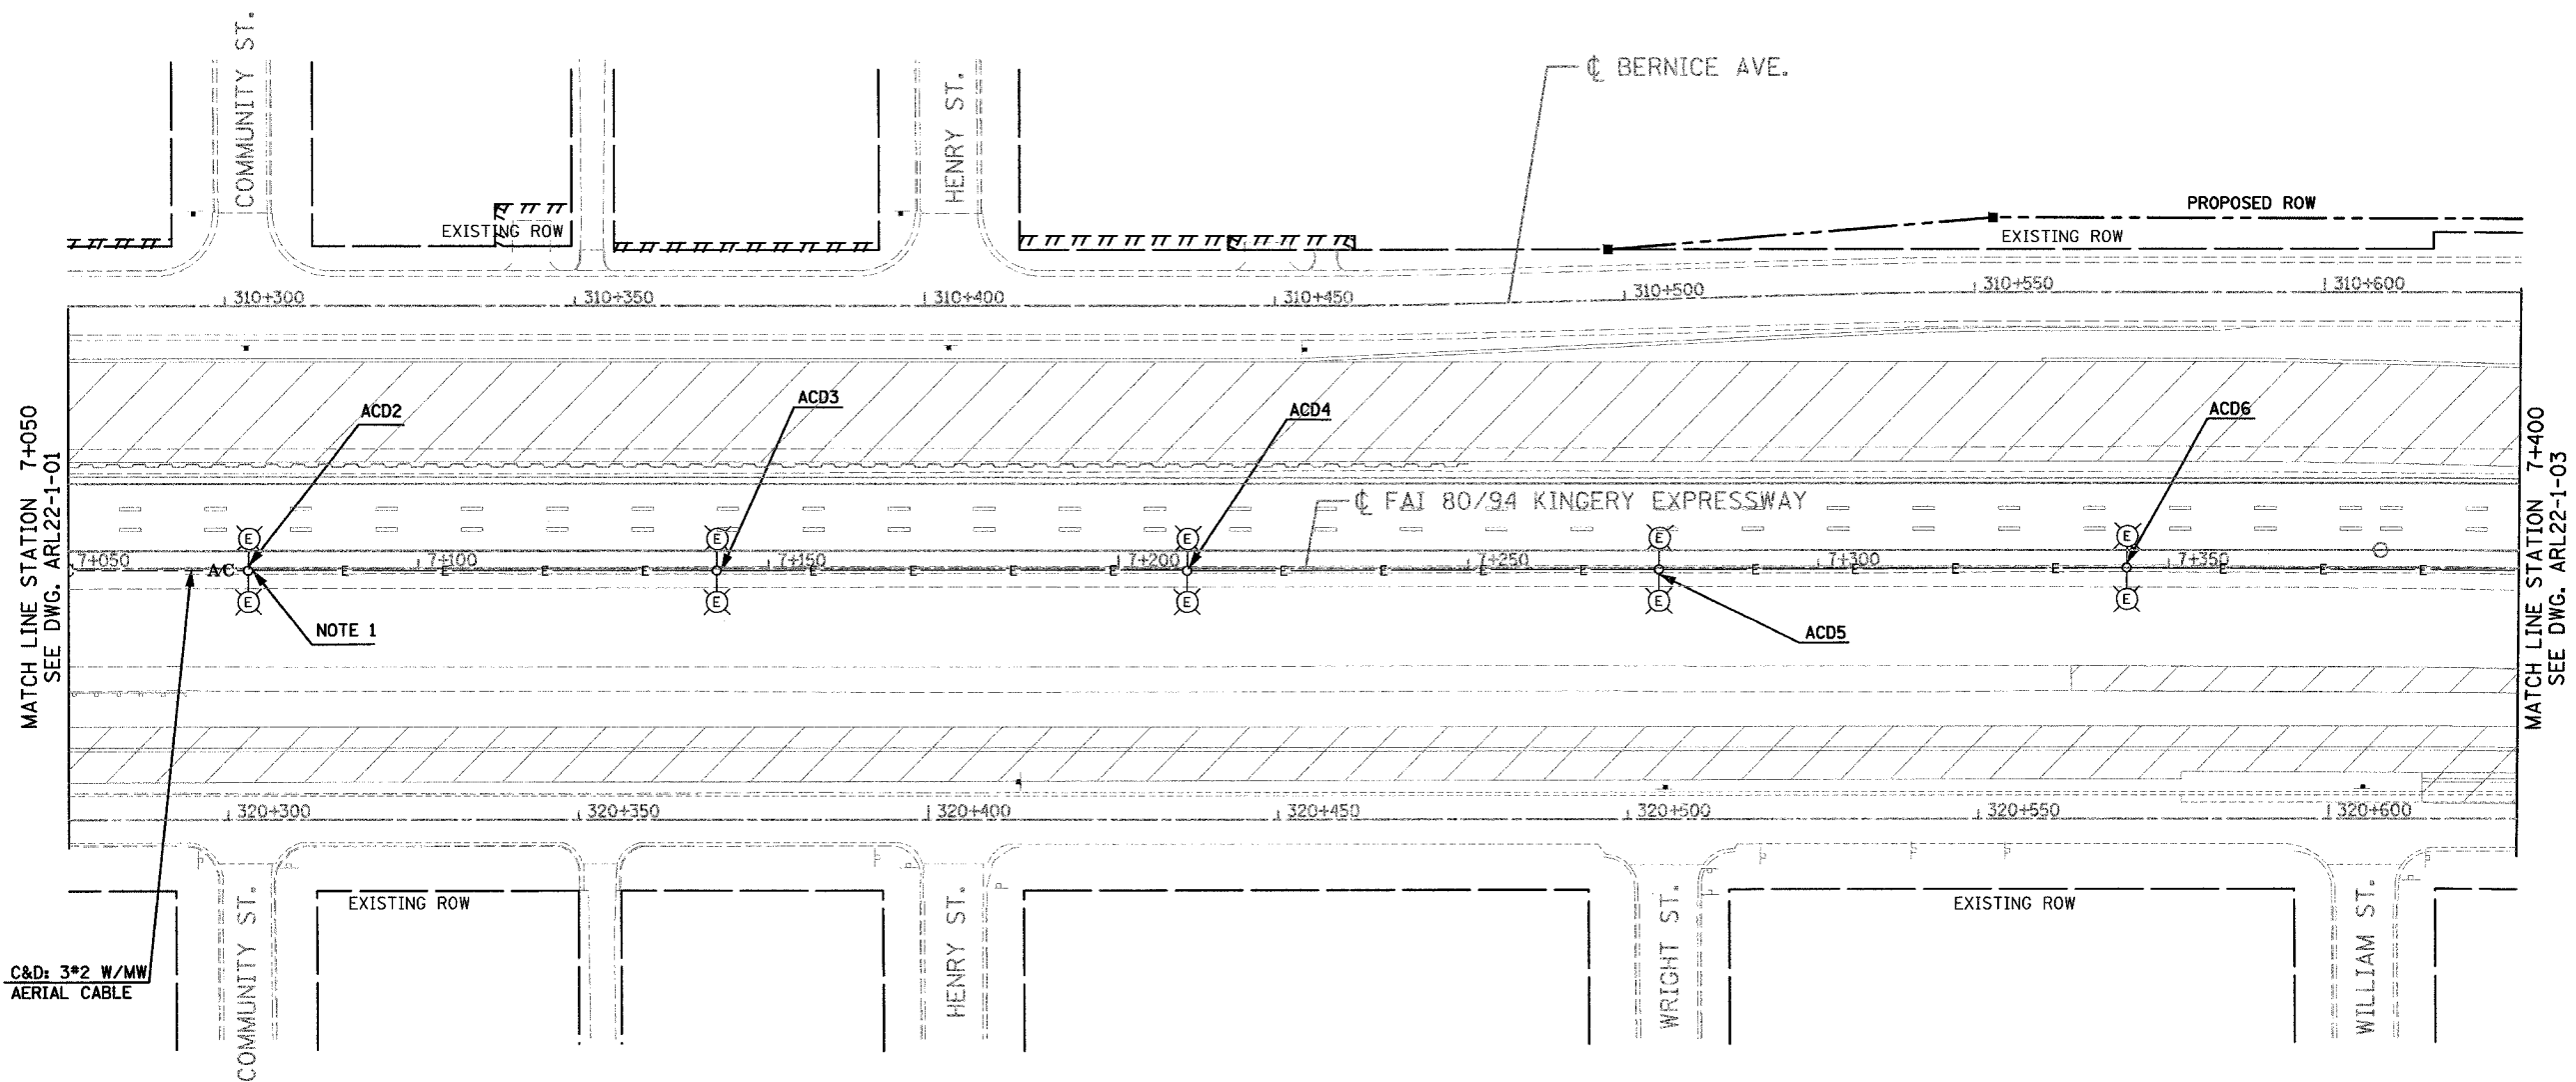 COMMUNITY ST.
HENRY ST.
℄ BERNICE AVE.
PROPOSED ROW
EXISTING ROW
EXISTING ROW
310+300
310+350
310+400
310+450
310+500
310+550
310+600
ACD2
ACD3
ACD4
ACD6
MATCH LINE STATION 7+050
SEE DWG. ARL22-1-01
MATCH LINE STATION 7+400
SEE DWG. ARL22-1-03
℄ FAI 80/94 KINGERY EXPRESSWAY
E E E E E
7+050
7+100
7+150
7+200
7+250
7+300
7+350
A/C E E E E E E E E E E E E E E E E E E
E E E E E
NOTE 1
ACD5
320+300
320+350
320+400
320+450
320+500
320+550
320+600
EXISTING ROW
EXISTING ROW
COMMUNITY ST.
HENRY ST.
WRIGHT ST.
WILLIAM ST.
C&D: 3#2 W/MW
AERIAL CABLE